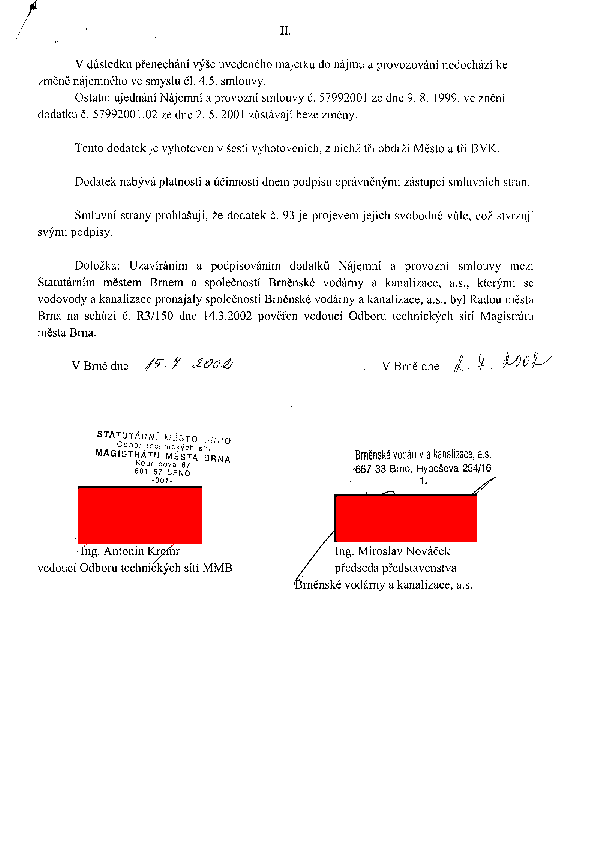 II.
V důsledku přenechání výše uvedeného majetku do nájmu a provozování nedochází ke
změně nájemného ve smyslu čl. 4.5. smlouvy.
Ostatní ujednání Nájemní a provozní smlouvy č. 57992001 ze dne 9. 8. 1999, ve znění
dodatku č. 57992001.02 ze dne 2. 5. 2001 zůstávají beze změny.
Tento dodatek je vyhotoven v šesti vyhotoveních, z nichž tři obdrží Město a tři BVK.
Dodatek nabývá platnosti a účinnosti dnem podpisu oprávněnými zástupci smluvních stran.
Smluvní strany prohlašují, že dodatek č. 93 je projevem jejich svobodné vůle, což stvrzují
svými podpisy.
Doložka: Uzavíráním a podpisováním dodatků Nájemní a provozní smlouvy mezi
Statutárním městem Brnem a společností Brněnské vodárny a kanalizace, a.s., kterými se
vodovody a kanalizace pronajaly společnosti Brněnské vodárny a kanalizace, a.s., byl Radou města
Brna na schůzi č. R3/150 dne 14.3.2002 pověřen vedoucí Odboru technických sítí Magistrátu
města Brna.
V Brně dne 15. 7 2002
V Brně dne 2. 7. 2002
STATUTÁRNÍ MĚSTO BRNO
Odbor technických sítí
MAGISTRÁTU MĚSTA BRNA
Kounicova 67
601 67 BRNO
Brněnské vodárny a kanalizace, a.s.
657 33 Brno, Hybešova 254/16
1.
Ing. Antonín Kremr
vedoucí Odboru technických sítí MMB
Ing. Miroslav Nováček
předseda představenstva
Brněnské vodárny a kanalizace, a.s.